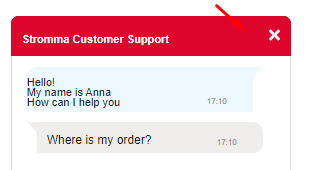 Stromma Customer Support
Hello!
My name is Anna
How can I help you
17:10
Where is my order?
17:10